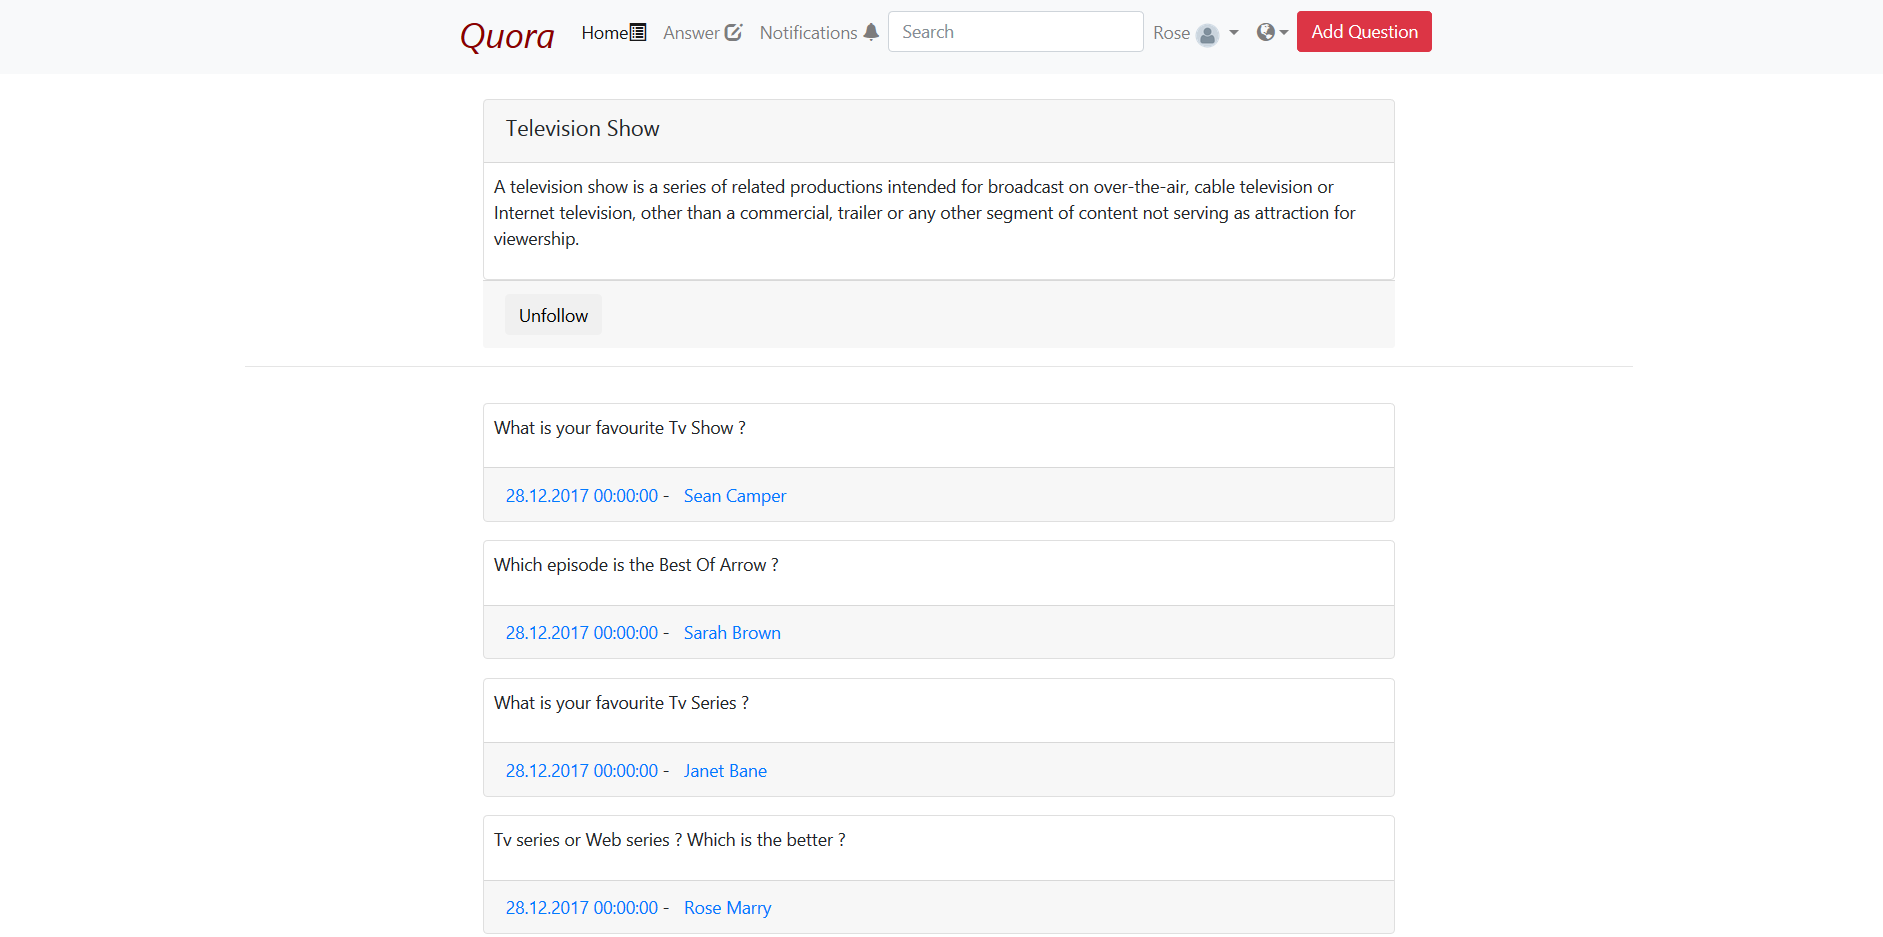 Quora Home Answer Notifications Search Rose Add Question
Television Show
A television show is a series of related productions intended for broadcast on over-the-air, cable television or
Internet television, other than a commercial, trailer or any other segment of content not serving as attraction for
viewership.
Unfollow
What is your favourite Tv Show ?
28.12.2017 00:00:00 - Sean Camper
Which episode is the Best Of Arrow ?
28.12.2017 00:00:00 - Sarah Brown
What is your favourite Tv Series ?
28.12.2017 00:00:00 - Janet Bane
Tv series or Web series ? Which is the better ?
28.12.2017 00:00:00 - Rose Marry